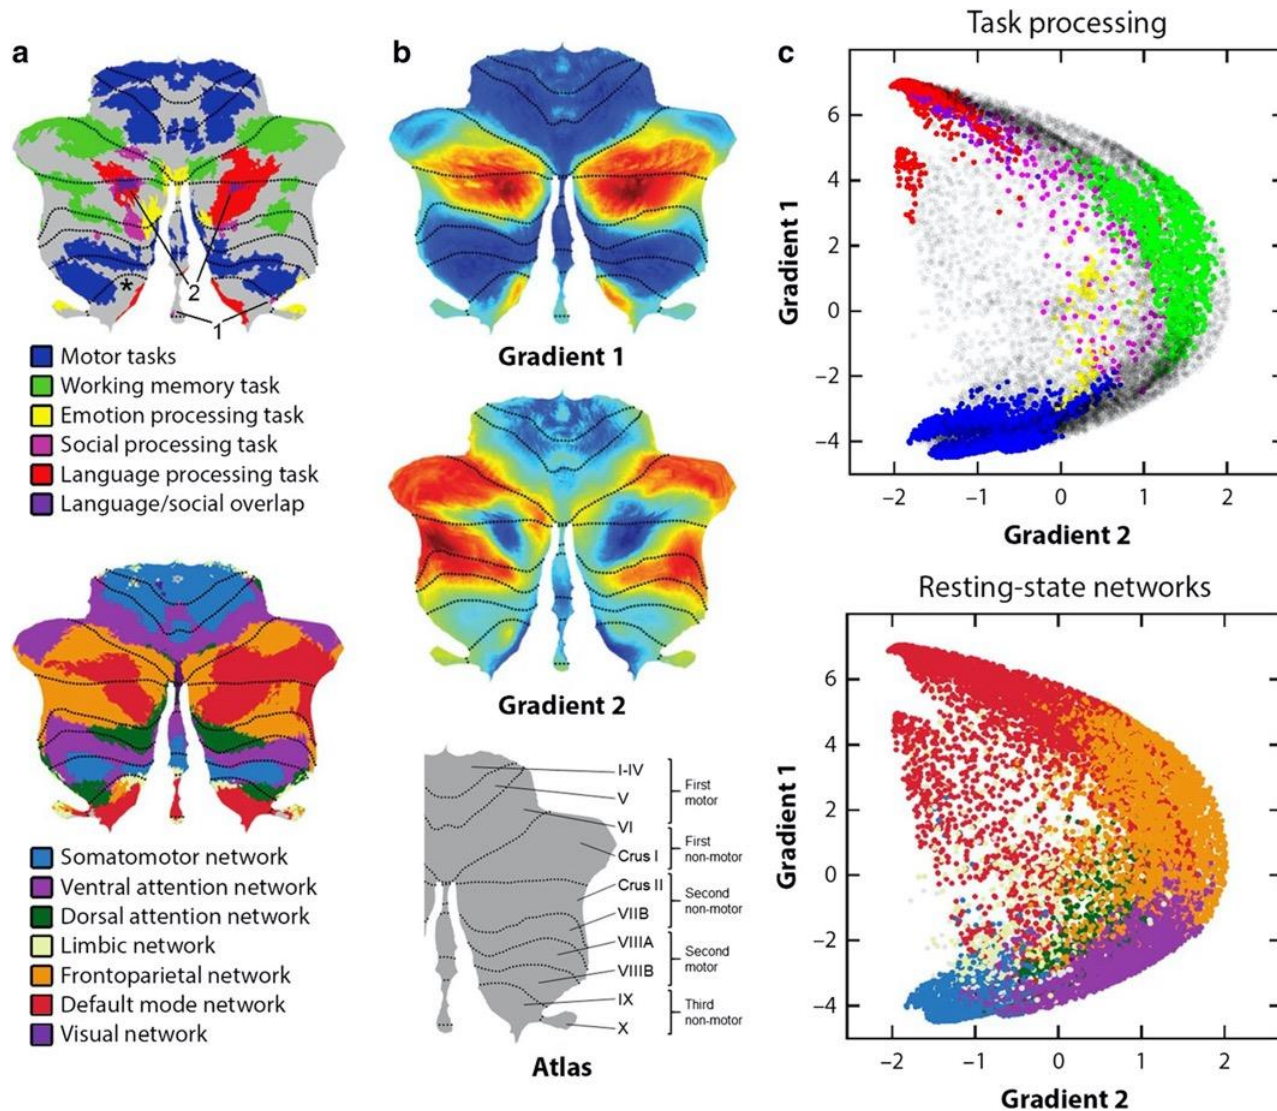 a
*
2
1
Motor tasks
Working memory task
Emotion processing task
Social processing task
Language processing task
Language/social overlap
Somatomotor network
Ventral attention network
Dorsal attention network
Limbic network
Frontoparietal network
Default mode network
Visual network
b
Gradient 1
Gradient 2
I-IV
V
VI
First
motor
Crus I
First
non-motor
Crus II
VIIB
Second
non-motor
VIIIA
VIIIB
Second
motor
IX
X
Third
non-motor
Atlas
c
Task processing
Gradient 1
6
4
2
0
−2
−4
−2 −1 0 1 2
Gradient 2
Resting-state networks
Gradient 1
6
4
2
0
−2
−4
−2 −1 0 1 2
Gradient 2